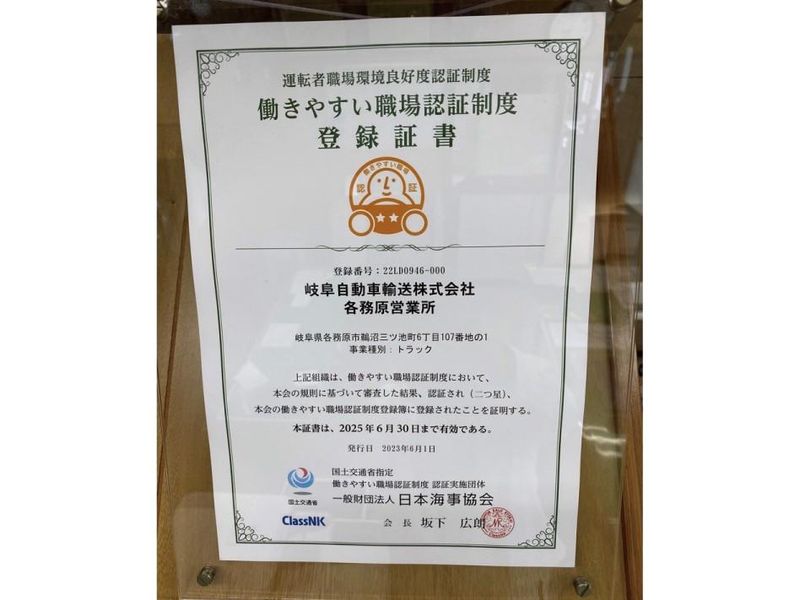 運転者職場環境良好度認証制度
働きやすい職場認証制度
登録証書
働きやすい職場
認 証
登録番号：22LD0946-000
岐阜自動車輸送株式会社
各務原営業所
岐阜県各務原市鵜沼三ツ池町6丁目107番地の1
事業種別：トラック
上記組織は、働きやすい職場認証制度において、
本会の規則に基づいて審査した結果、認証され（二つ星）、
本会の働きやすい職場認証制度登録簿に登録されたことを証明する。
本証書は、2025年6月30日まで有効である。
発行日 2023年6月1日
国土交通省指定
働きやすい職場認証制度 認証実施団体
一般財団法人 日本海事協会
国土交通省
ClassNK
会 長 坂下 広朗